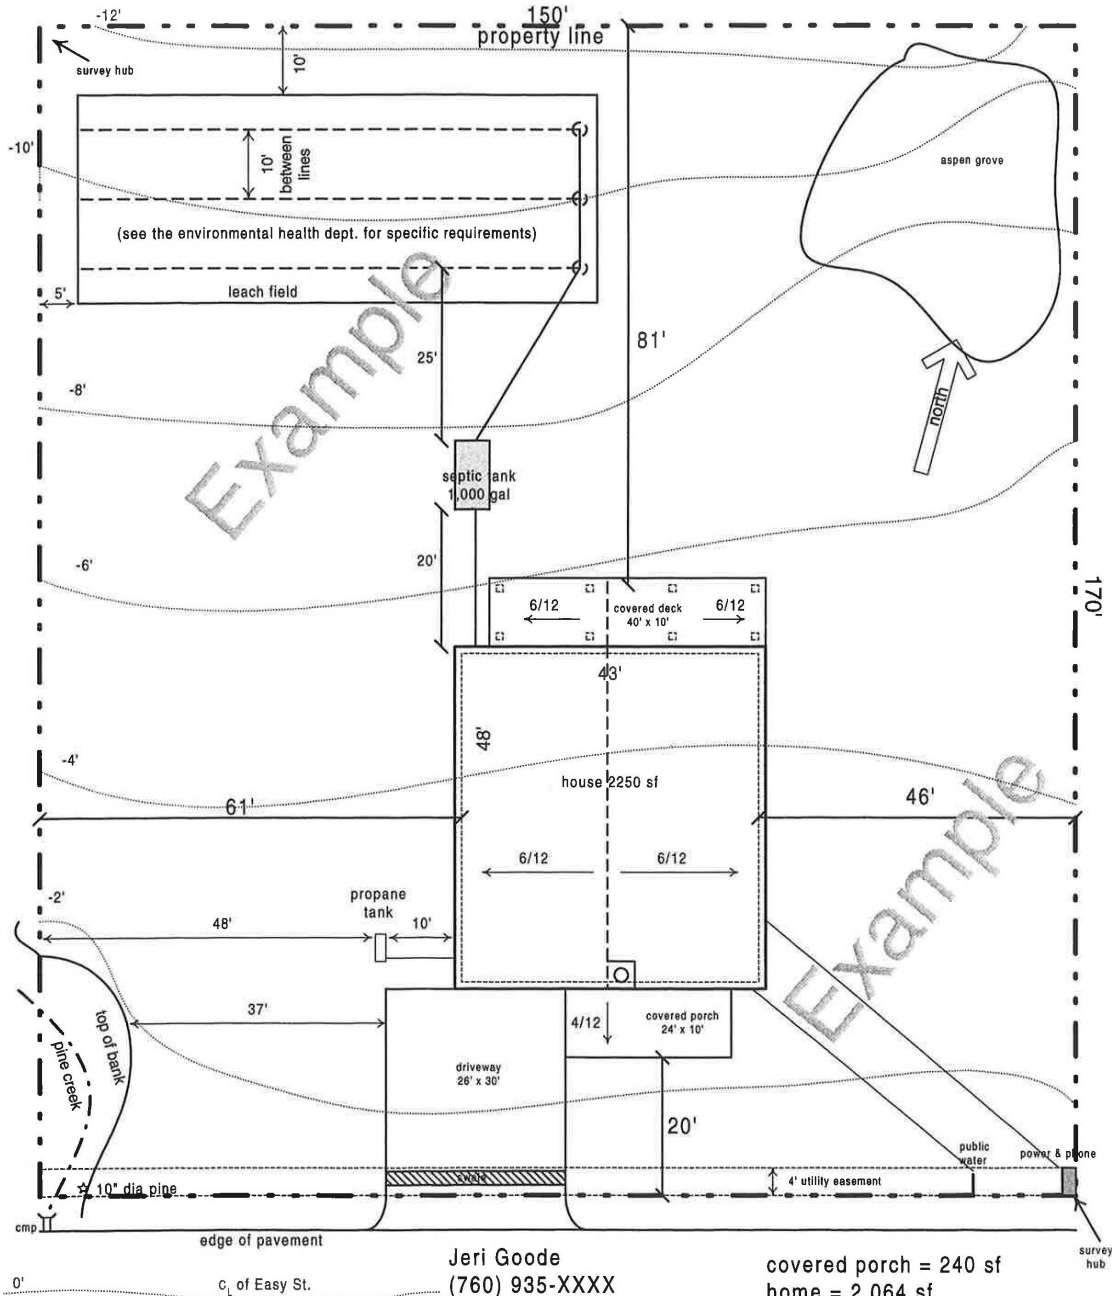 -12'
150'
property line
survey hub
10'
-10'
10'
between
lines
aspen grove
(see the environmental health dept. for specific requirements)
5'
leach field
Example
25'
81'
-8'
north
septic tank
1,000 gal
20'
-6'
170'
6/12
covered deck
40' x 10'
6/12
43'
48'
-4'
house 2250 sf
61'
46'
Example
6/12
6/12
-2'
propane
tank
48'
10'
37'
4/12
covered porch
24' x 10'
top of bank
pine creek
driveway
26' x 30'
20'
public
water
power & phone
10" dia pine
swale
4' utility easement
cmp
edge of pavement
survey
hub
Jeri Goode
(760) 935-XXXX
covered porch = 240 sf
home = 2,064 sf
0'
CL of Easy St.